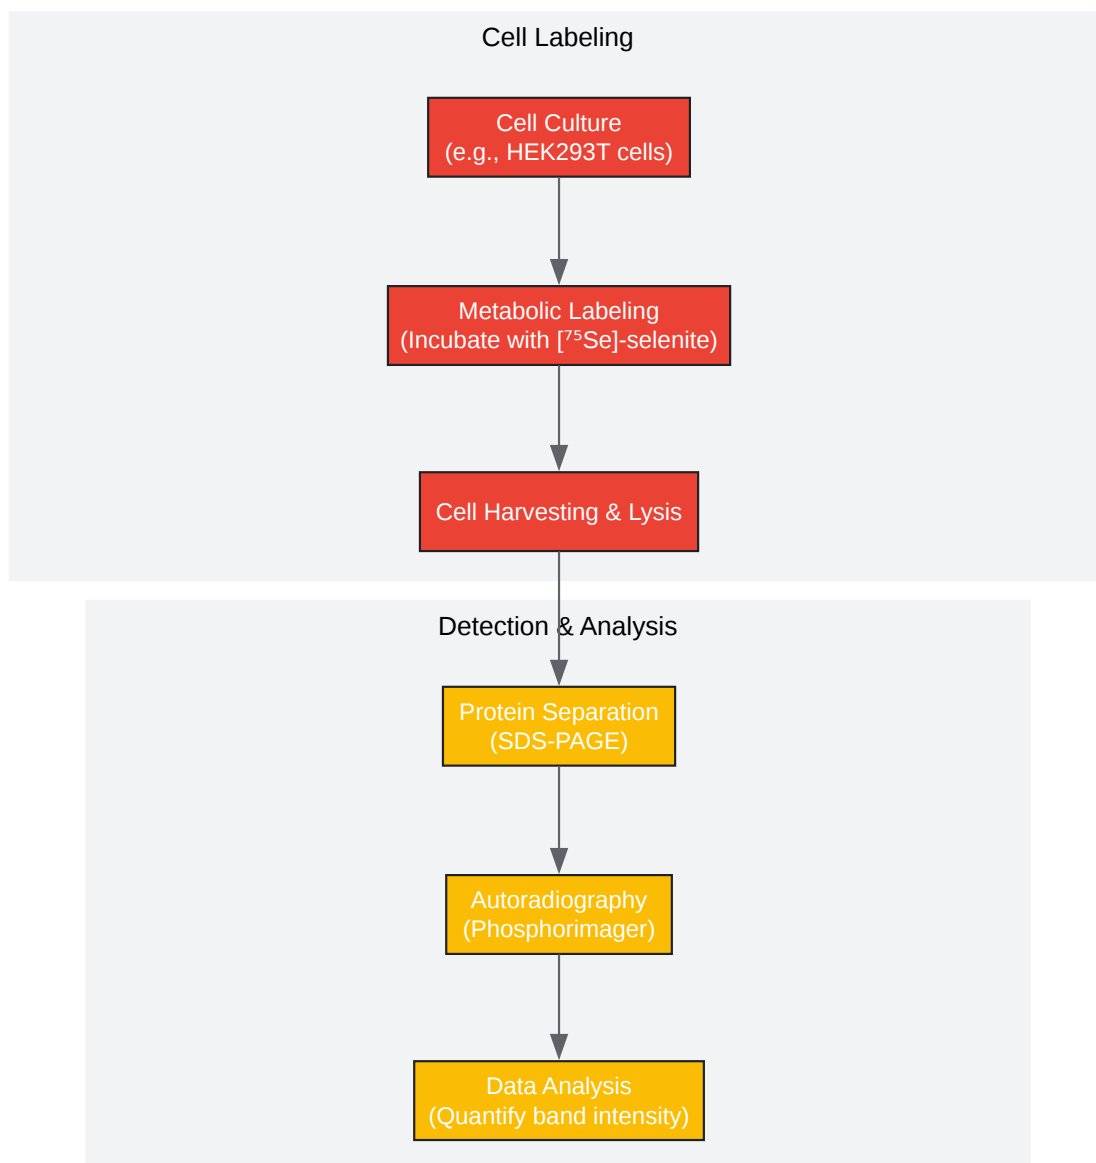 Cell Labeling
Cell Culture
(e.g., HEK293T cells)
Metabolic Labeling
(Incubate with [⁷⁵Se]-selenite)
Cell Harvesting & Lysis
Detection & Analysis
Protein Separation
(SDS-PAGE)
Autoradiography
(Phosphorimager)
Data Analysis
(Quantify band intensity)